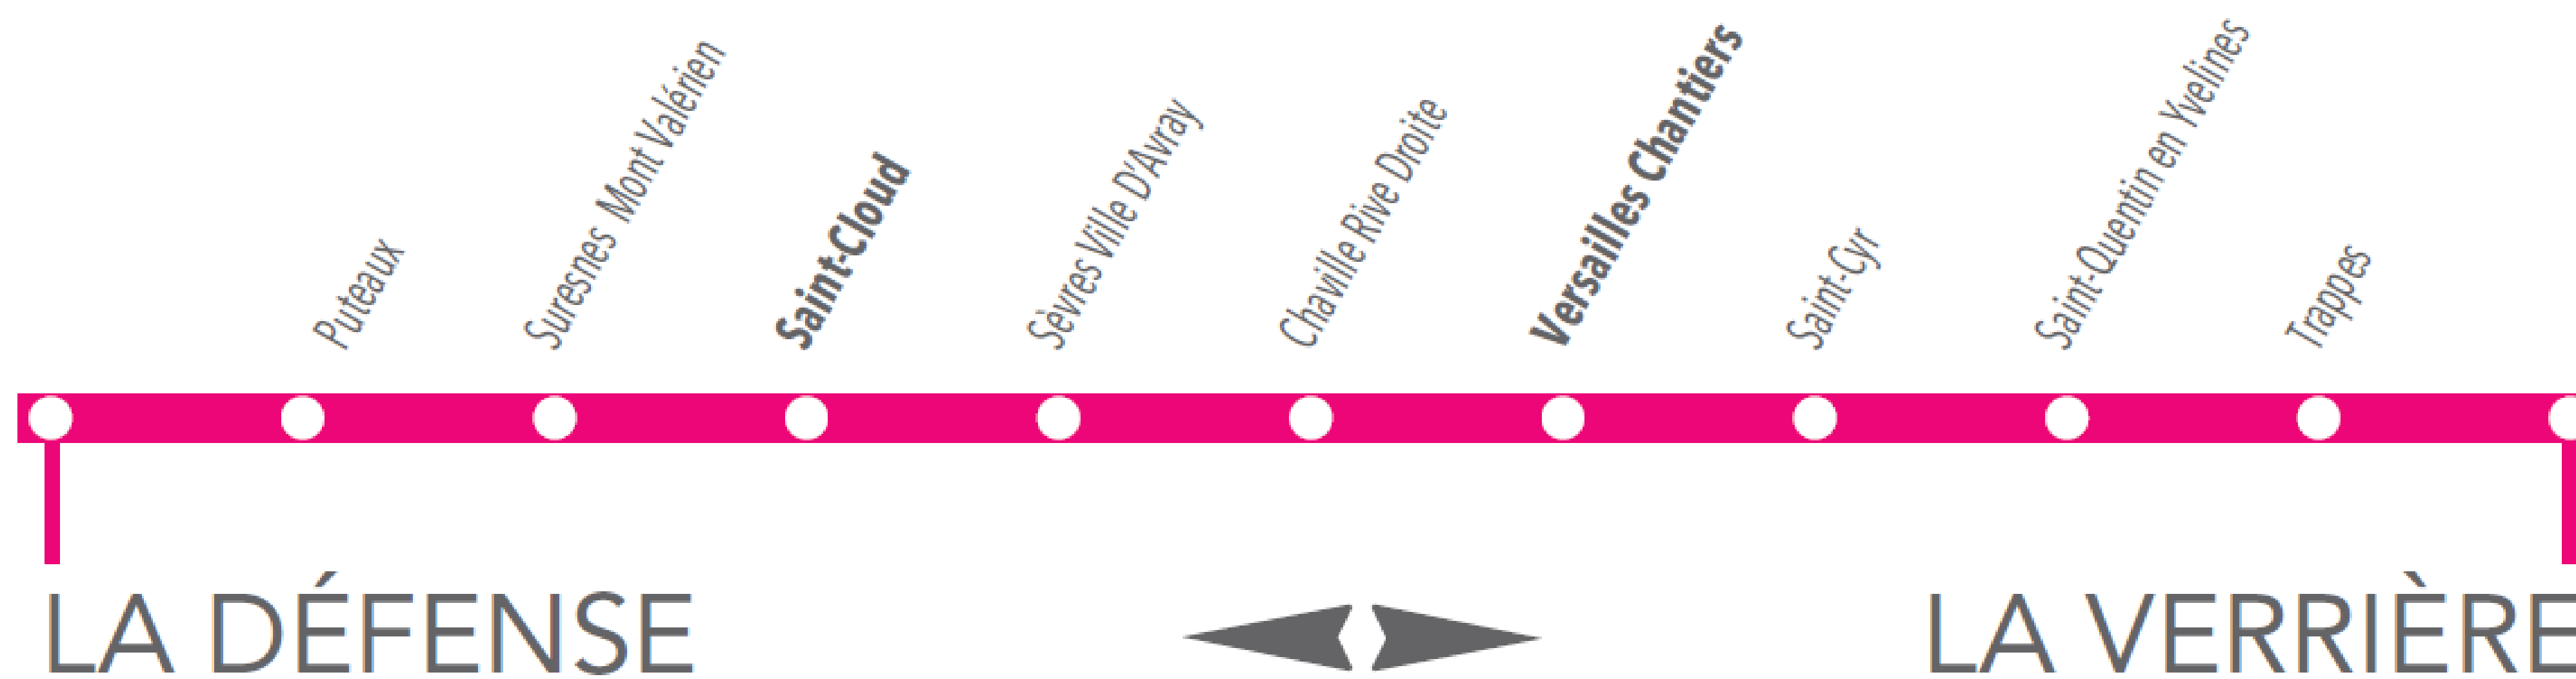 Puteaux
Suresnes Mont Valérien
Saint-Cloud
Sèvres Ville D'Avray
Chaville Rive Droite
Versailles Chantiers
Saint-Cyr
Saint-Quentin en Yvelines
Trappes
LA DÉFENSE
LA VERRIÈRE